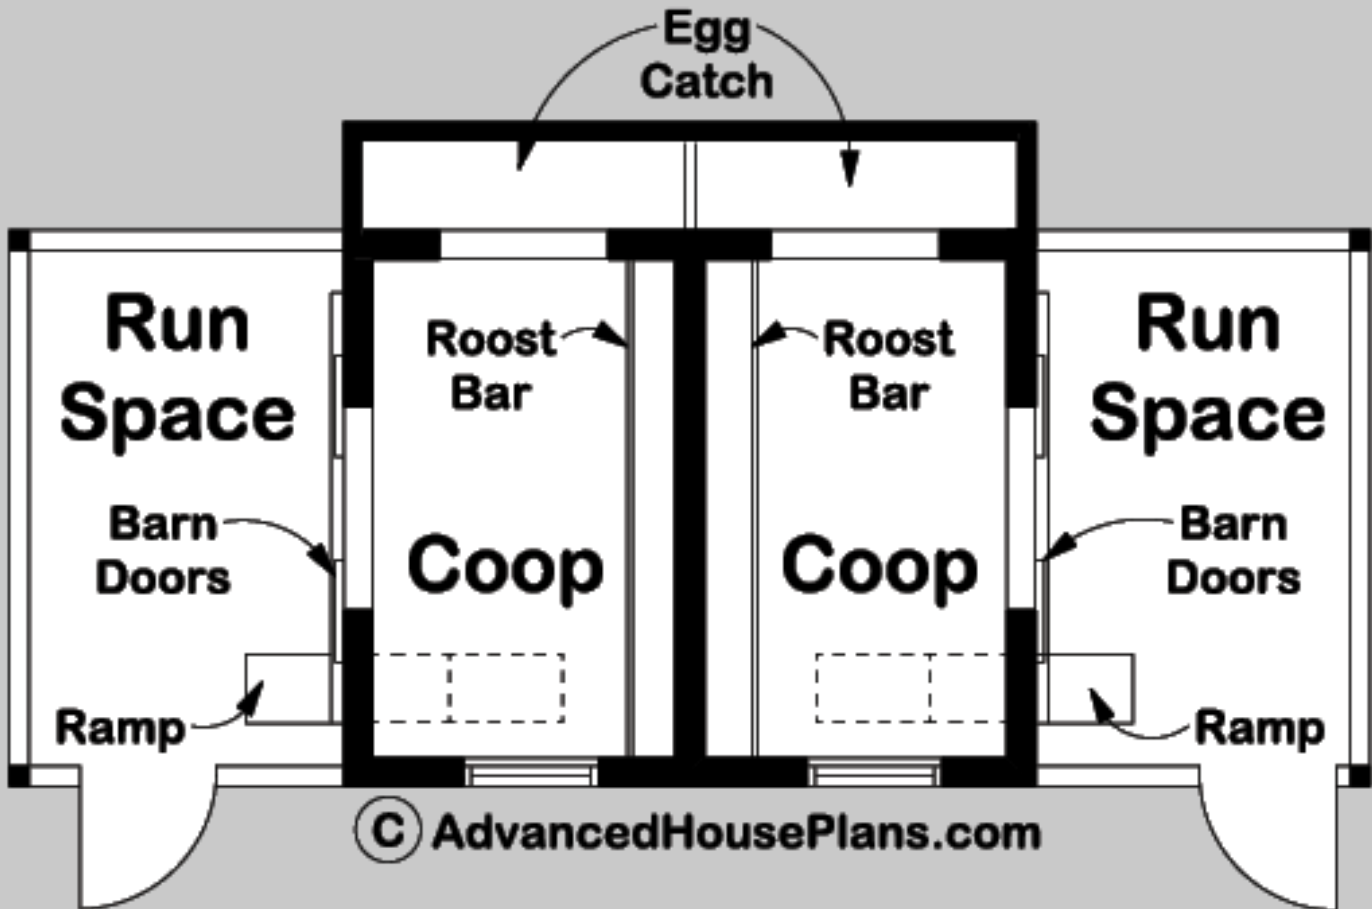 Egg
Catch
Run
Space
Roost
Bar
Roost
Bar
Run
Space
Barn
Doors
Coop
Coop
Barn
Doors
Ramp
Ramp
© AdvancedHousePlans.com